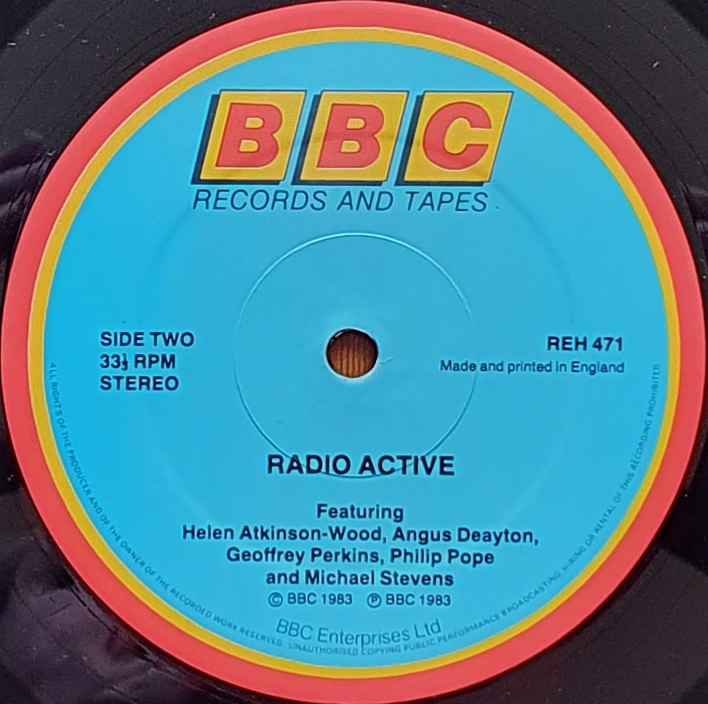 BBC
RECORDS AND TAPES
SIDE TWO
33⅓ RPM
STEREO
REH 471
Made and printed in England
RADIO ACTIVE
Featuring
Helen Atkinson-Wood, Angus Deayton,
Geoffrey Perkins, Philip Pope
and Michael Stevens
© BBC 1983 ℗ BBC 1983
BBC Enterprises Ltd
ALL RIGHTS OF THE PRODUCER AND OF THE OWNER OF THE RECORDED WORK RESERVED. UNAUTHORISED COPYING PUBLIC PERFORMANCE BROADCASTING, HIRING OR RENTAL OF THIS RECORDING PROHIBITED